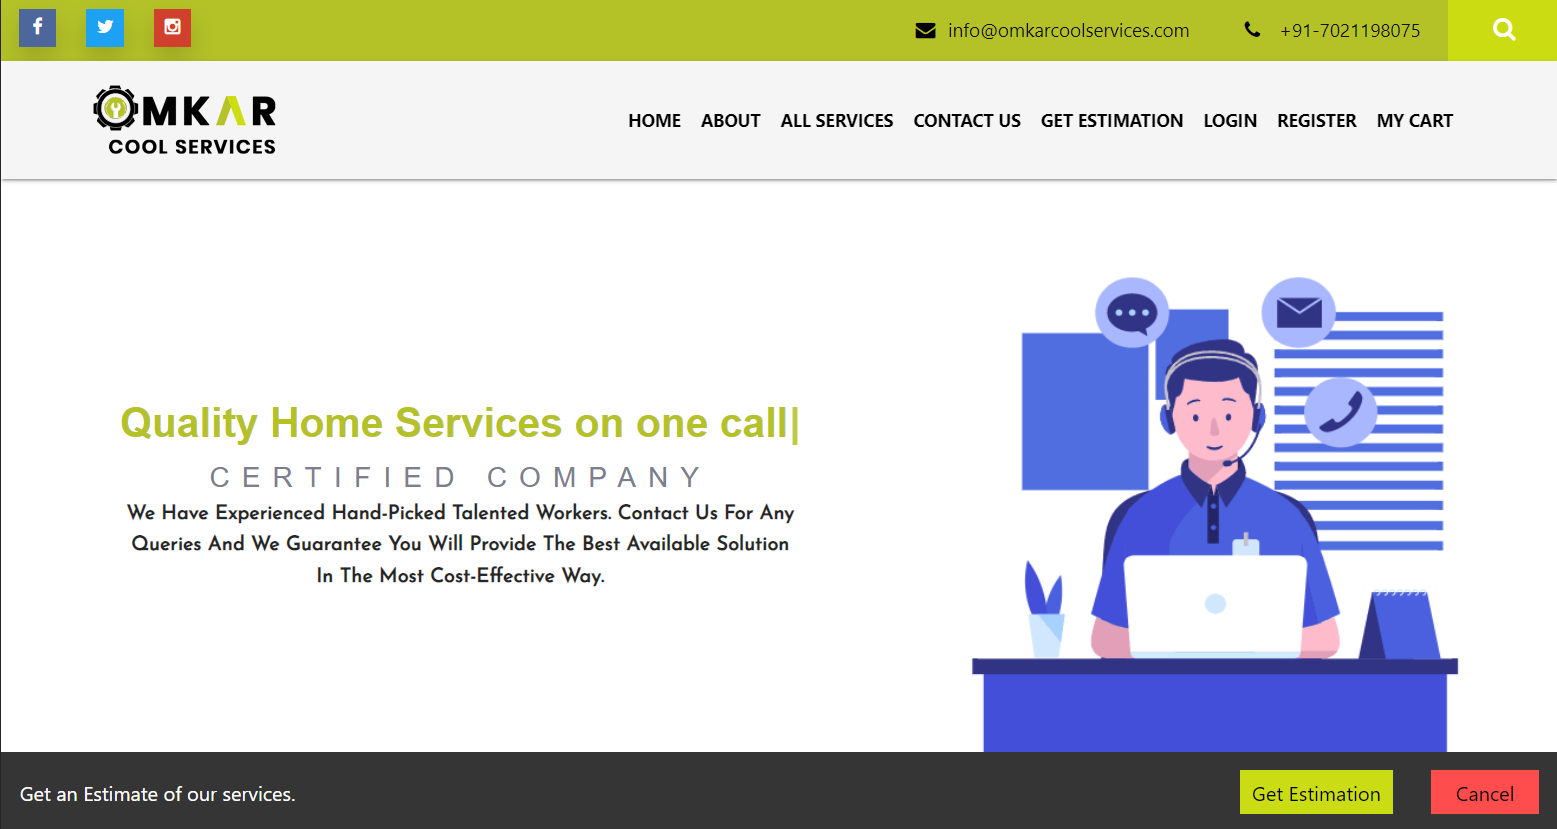 info@omkarcoolservices.com +91-7021198075
OMKAR
COOL SERVICES
HOME ABOUT ALL SERVICES CONTACT US GET ESTIMATION LOGIN REGISTER MY CART
Quality Home Services on one call|
CERTIFIED COMPANY
We Have Experienced Hand-Picked Talented Workers. Contact Us For Any
Queries And We Guarantee You Will Provide The Best Available Solution
In The Most Cost-Effective Way.
Get an Estimate of our services. Get Estimation Cancel